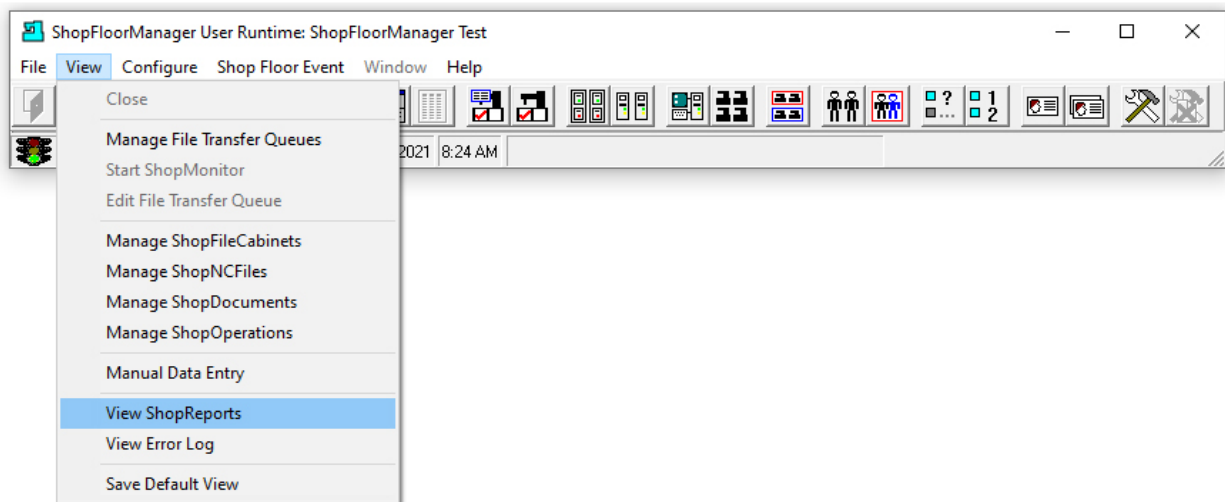 ShopFloorManager User Runtime: ShopFloorManager Test
File View Configure Shop Floor Event Window Help
Close
Manage File Transfer Queues
2021 8:24 AM
Start ShopMonitor
Edit File Transfer Queue
Manage ShopFileCabinets
Manage ShopNCFiles
Manage ShopDocuments
Manage ShopOperations
Manual Data Entry
View ShopReports
View Error Log
Save Default View